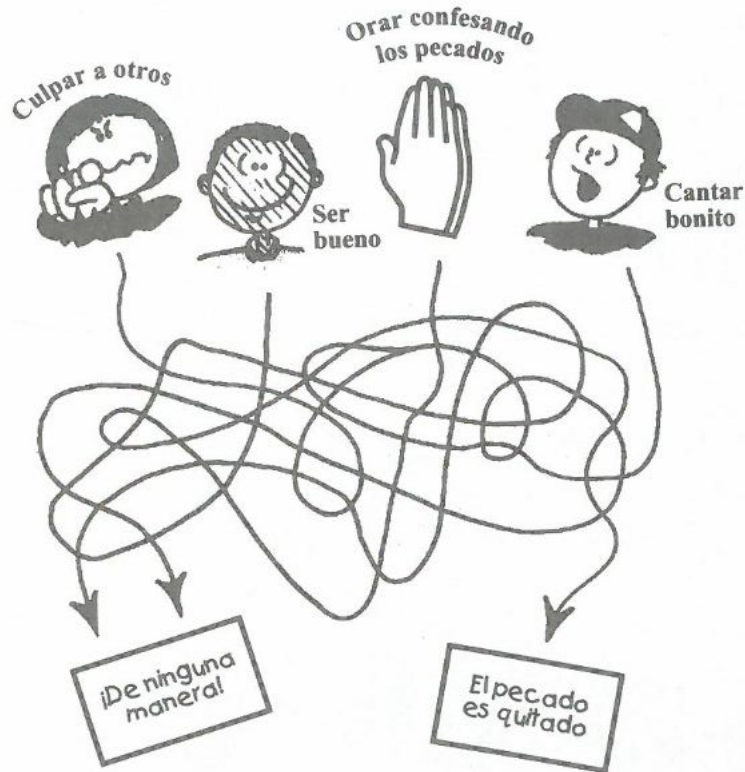 Culpar a otros
Ser
bueno
Orar confesando
los pecados
Cantar
bonito
¡De ninguna
manera!
El pecado
es quitado